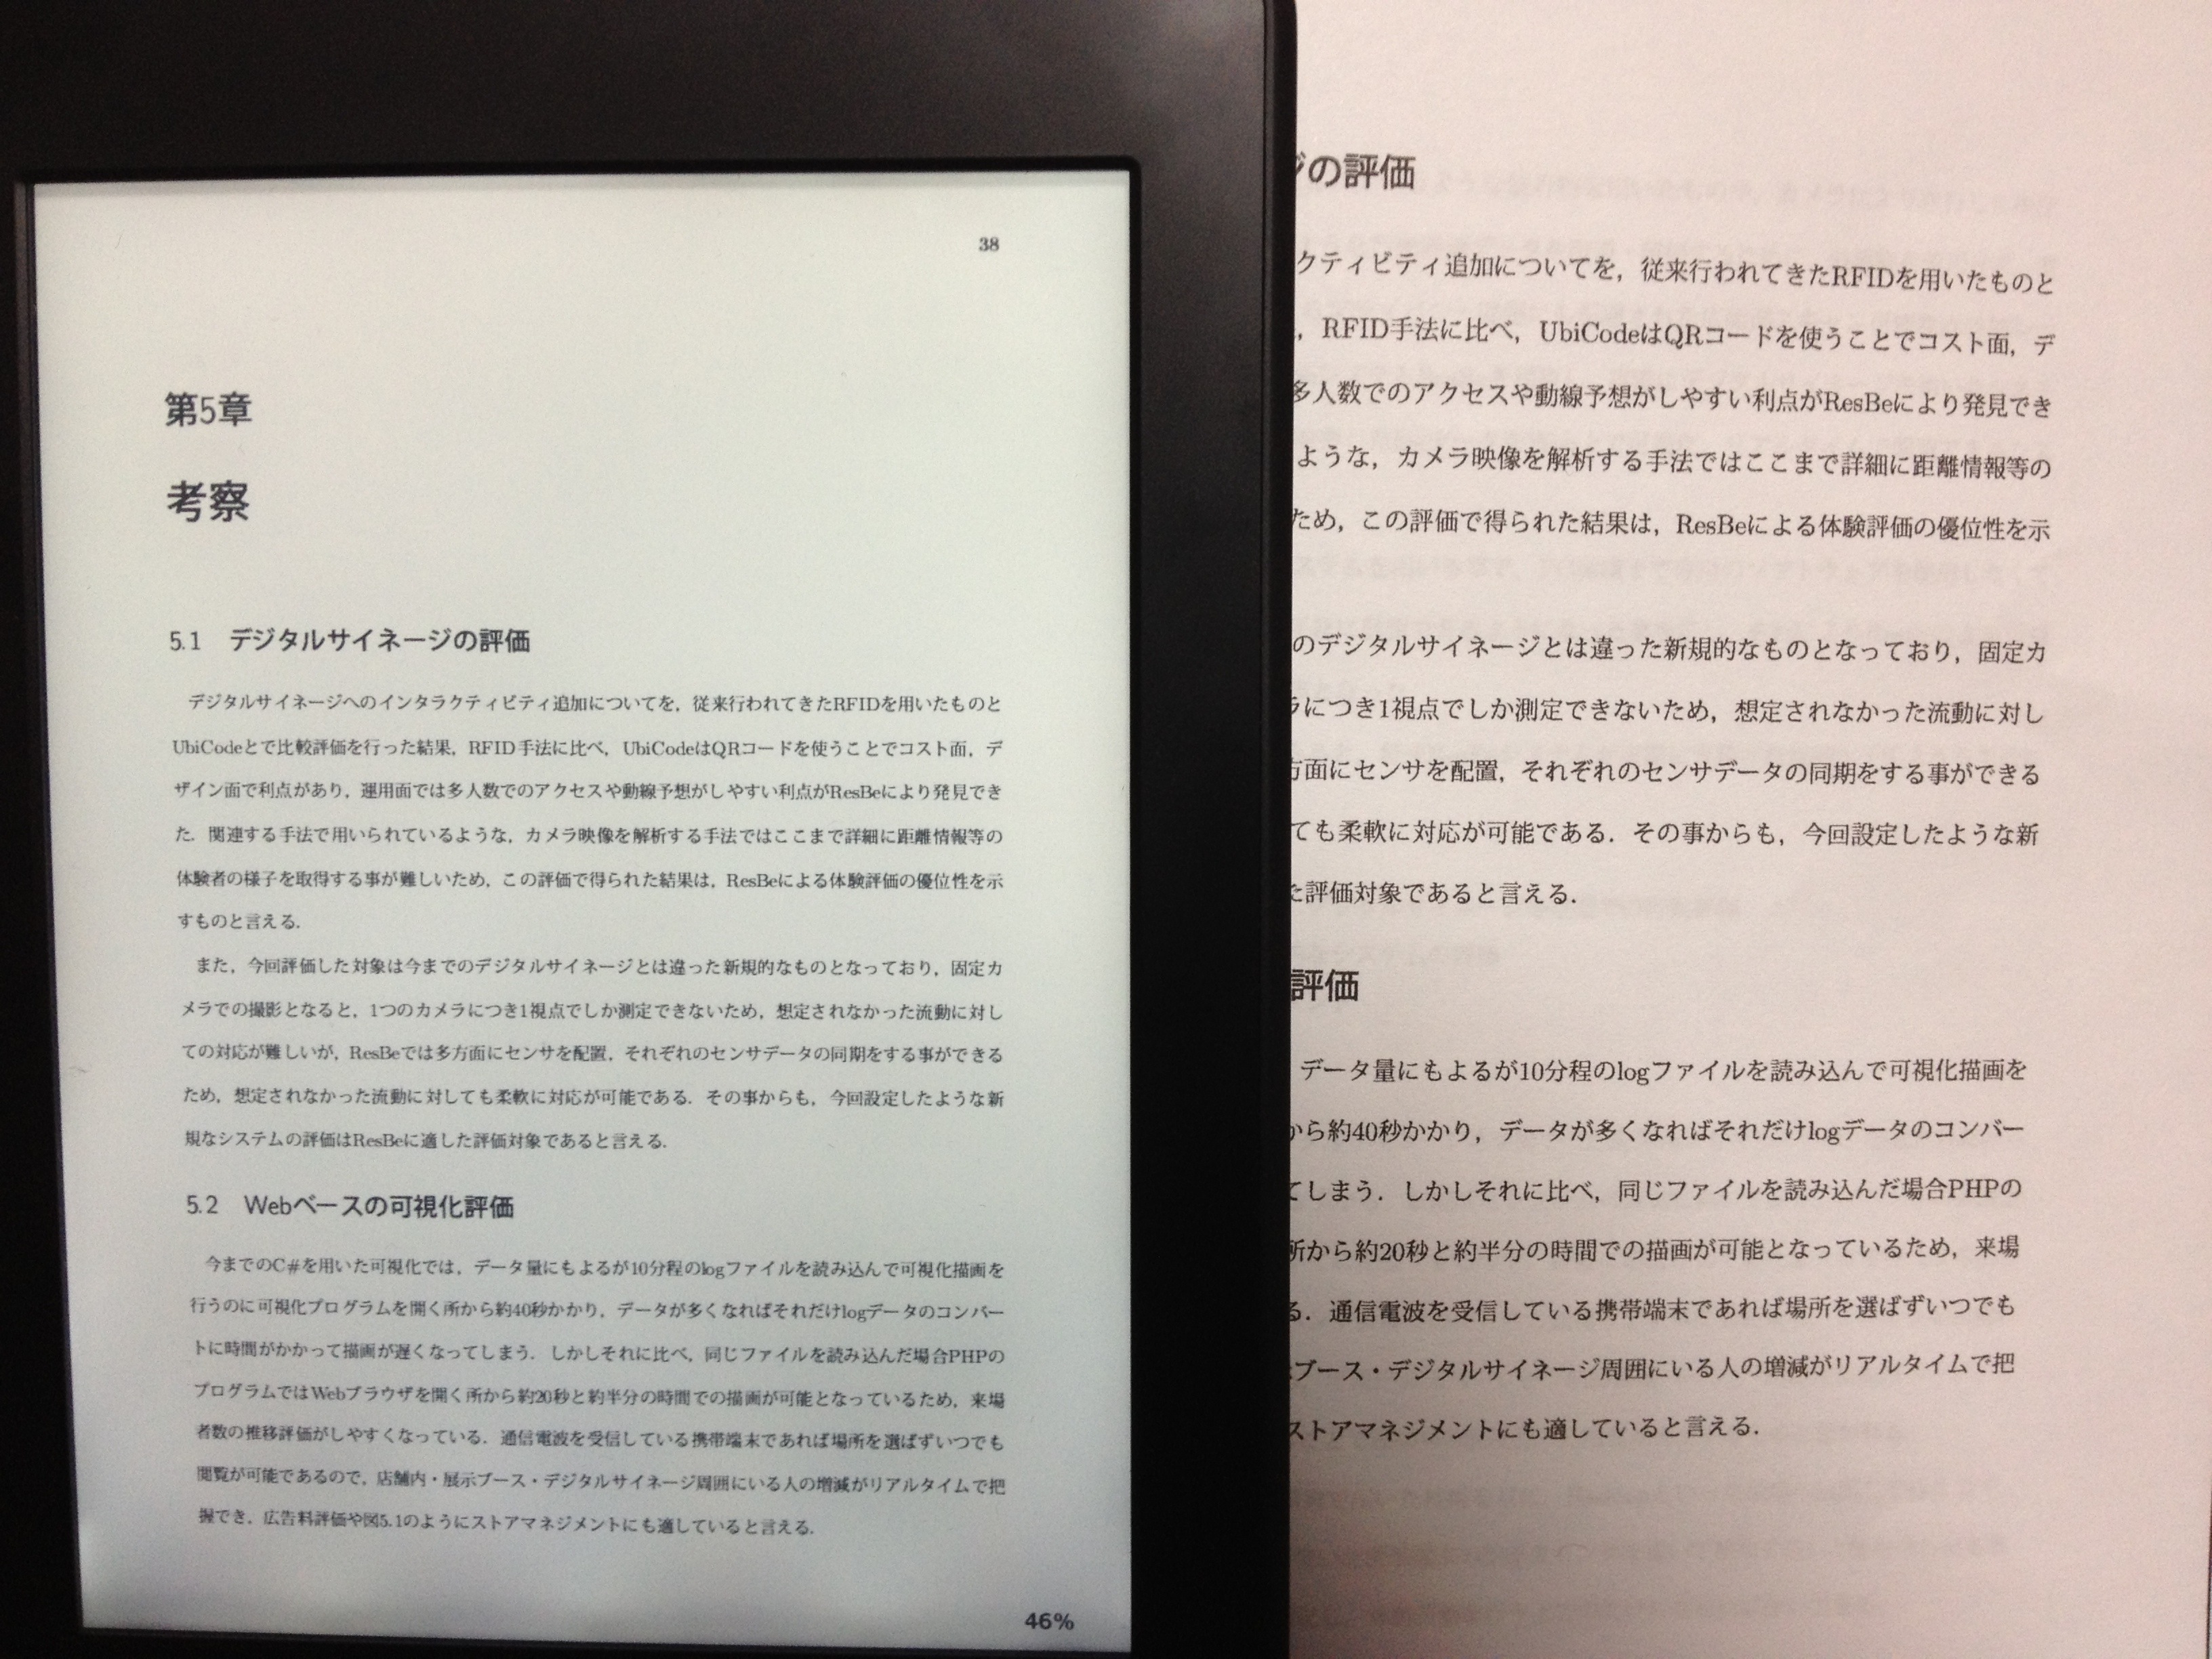 38
第5章
考察
5.1 デジタルサイネージの評価
デジタルサイネージへのインタラクティビティ追加についてを，従来行われてきたRFIDを用いたものと
UbiCodeとで比較評価を行った結果，RFID手法に比べ，UbiCodeはQRコードを使うことでコスト面，デ
ザイン面で利点があり，運用面では多人数でのアクセスや動線予想がしやすい利点がResBeにより発見でき
た．関連する手法で用いられているような，カメラ映像を解析する手法ではここまで詳細に距離情報等の
体験者の様子を取得する事が難しいため，この評価で得られた結果は，ResBeによる体験評価の優位性を示
すものと言える．
また，今回評価した対象は今までのデジタルサイネージとは違った新規的なものとなっており，固定カ
メラでの撮影となると，1つのカメラにつき1視点でしか測定できないため，想定されなかった流動に対し
ての対応が難しいが，ResBeでは多方面にセンサを配置，それぞれのセンサデータの同期をする事ができる
ため，想定されなかった流動に対しても柔軟に対応が可能である．その事からも，今回設定したような新
規なシステムの評価はResBeに適した評価対象であると言える．
5.2 Webベースの可視化評価
今までのC#を用いた可視化では，データ量にもよるが10分程のlogファイルを読み込んで可視化描画を
行うのに可視化プログラムを開く所から約40秒かかり，データが多くなればそれだけlogデータのコンバー
トに時間がかかって描画が遅くなってしまう．しかしそれに比べ，同じファイルを読み込んだ場合PHPの
プログラムではWebブラウザを開く所から約20秒と約半分の時間での描画が可能となっているため，来場
者数の推移評価がしやすくなっている．通信電波を受信している携帯端末であれば場所を選ばずいつでも
閲覧が可能であるので，店舗内・展示ブース・デジタルサイネージ周囲にいる人の増減がリアルタイムで把
握でき，広告料評価や図5.1のようにストアマネジメントにも適していると言える．
46%
ジの評価
クティビティ追加についてを，従来行われてきたRFIDを用いたものと
，RFID手法に比べ，UbiCodeはQRコードを使うことでコスト面，デ
多人数でのアクセスや動線予想がしやすい利点がResBeにより発見でき
ような，カメラ映像を解析する手法ではここまで詳細に距離情報等の
ため，この評価で得られた結果は，ResBeによる体験評価の優位性を示
のデジタルサイネージとは違った新規的なものとなっており，固定カ
ラにつき1視点でしか測定できないため，想定されなかった流動に対し
方面にセンサを配置，それぞれのセンサデータの同期をする事ができる
ても柔軟に対応が可能である．その事からも，今回設定したような新
た評価対象であると言える．
評価
データ量にもよるが10分程のlogファイルを読み込んで可視化描画を
から約40秒かかり，データが多くなればそれだけlogデータのコンバー
てしまう．しかしそれに比べ，同じファイルを読み込んだ場合PHPの
所から約20秒と約半分の時間での描画が可能となっているため，来場
る．通信電波を受信している携帯端末であれば場所を選ばずいつでも
ブース・デジタルサイネージ周囲にいる人の増減がリアルタイムで把
ストアマネジメントにも適していると言える．